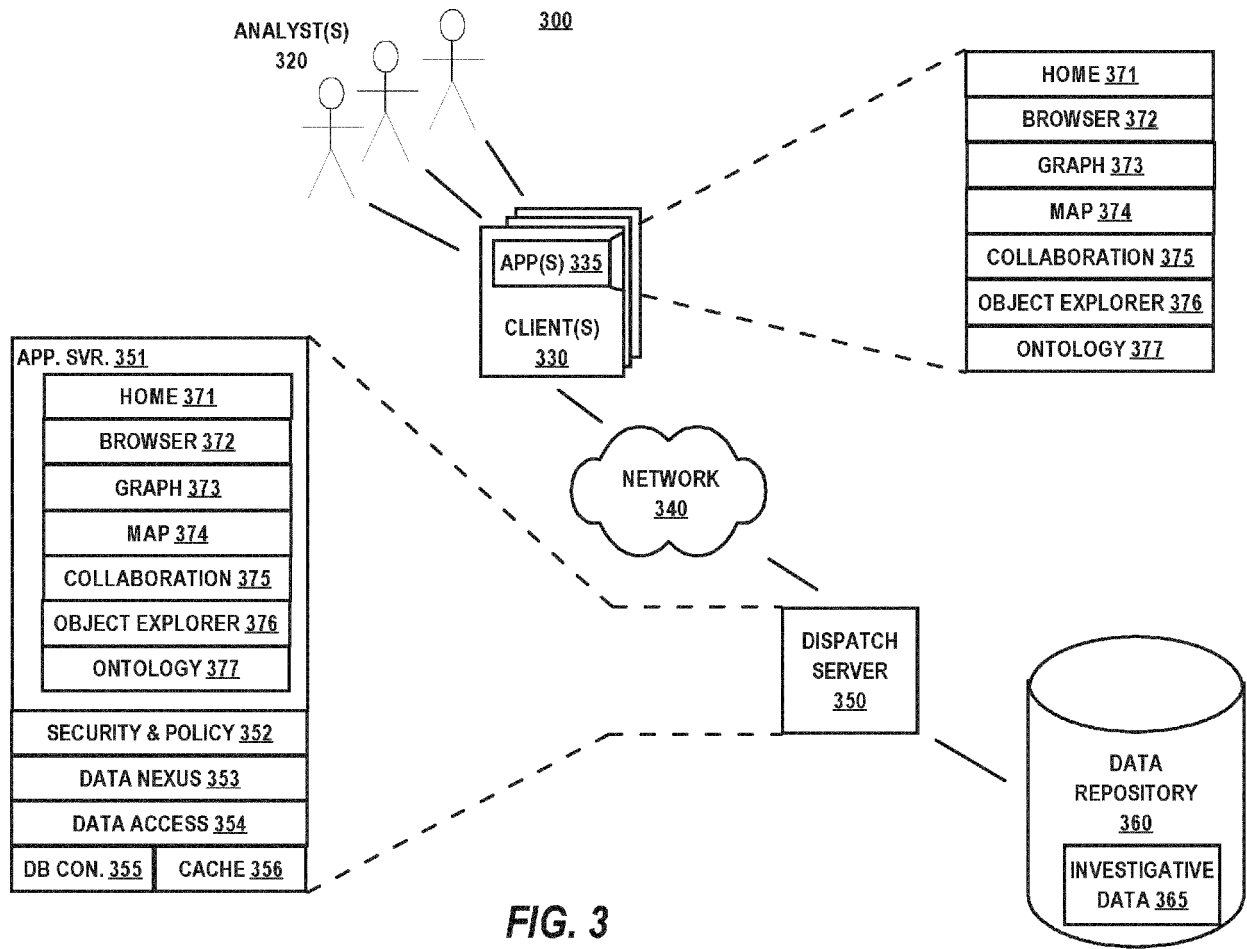 ANALYST(S)
320
300
HOME 371
BROWSER 372
GRAPH 373
MAP 374
COLLABORATION 375
OBJECT EXPLORER 376
ONTOLOGY 377
APP(S) 335
CLIENT(S)
330
APP. SVR. 351
HOME 371
BROWSER 372
GRAPH 373
MAP 374
COLLABORATION 375
OBJECT EXPLORER 376
ONTOLOGY 377
SECURITY & POLICY 352
DATA NEXUS 353
DATA ACCESS 354
DB CON. 355
CACHE 356
NETWORK
340
DISPATCH
SERVER
350
DATA
REPOSITORY
360
INVESTIGATIVE
DATA 365
FIG. 3